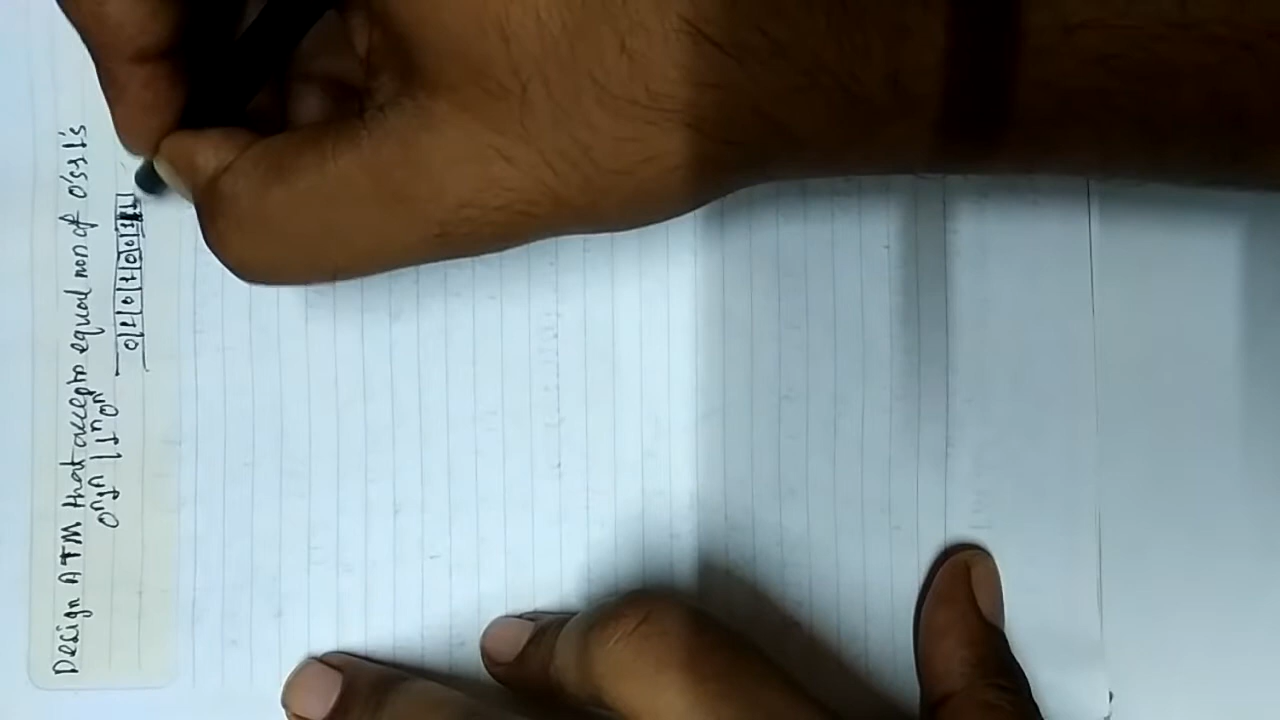 Design A TM that accepts equal no's of 0's & 1's
0ⁿ1ⁿ | 1ⁿ0ⁿ
0 1 0 1 0 0 1 1